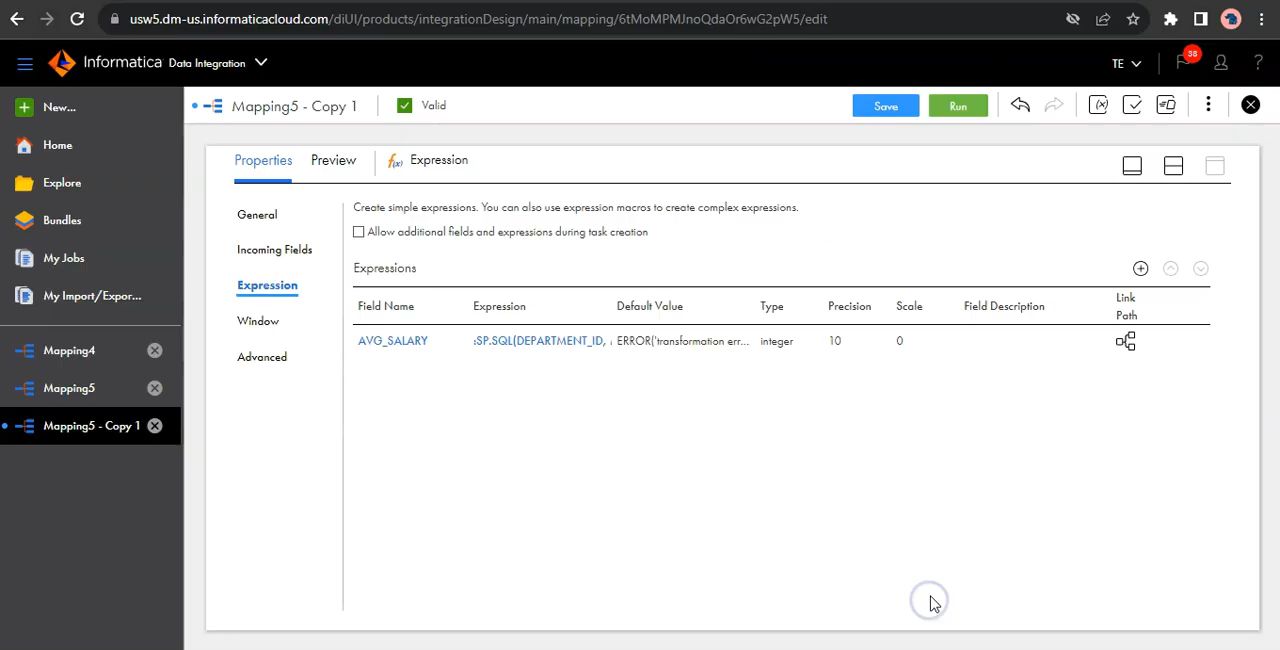 usw5.dm-us.informaticacloud.com/diUI/products/integrationDesign/main/mapping/6tMoMPMJnoQdaOr6wG2pW5/edit
Informatica Data Integration
TE
38
?
New...
Mapping5 - Copy 1
Valid
Save
Run
Home
Explore
Bundles
My Jobs
My Import/Expor...
Mapping4
Mapping5
Mapping5 - Copy 1
Properties
Preview
f(x) Expression
General
Incoming Fields
Expression
Window
Advanced
Create simple expressions. You can also use expression macros to create complex expressions.
Allow additional fields and expressions during task creation
Expressions
Field Name
Expression
Default Value
Type
Precision
Scale
Field Description
Link
Path
AVG_SALARY
:SP.SQL(DEPARTMENT_ID,
ERROR('transformation err...
integer
10
0